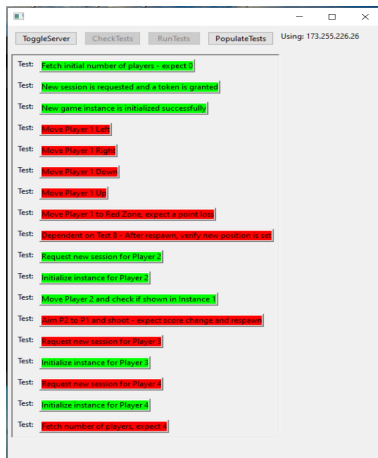 ToggleServer CheckTests RunTests PopulateTests Using: 173.255.226.26
Test: Fetch initial number of players - expect 0
Test: New session is requested and a token is granted
Test: New game instance is initialized successfully
Test: Move Player 1 Left
Test: Move Player 1 Right
Test: Move Player 1 Down
Test: Move Player 1 Up
Test: Move Player 1 to Red Zone, expect a point loss
Test: Dependent on Test 8 - After respawn, verify new position is set
Test: Request new session for Player 2
Test: Initialize instance for Player 2
Test: Move Player 2 and check if shown in Instance 1
Test: Aim P2 to P1 and shoot - expect score change and respawn
Test: Request new session for Player 3
Test: Initialize instance for Player 3
Test: Request new session for Player 4
Test: Initialize instance for Player 4
Test: Fetch number of players, expect 4